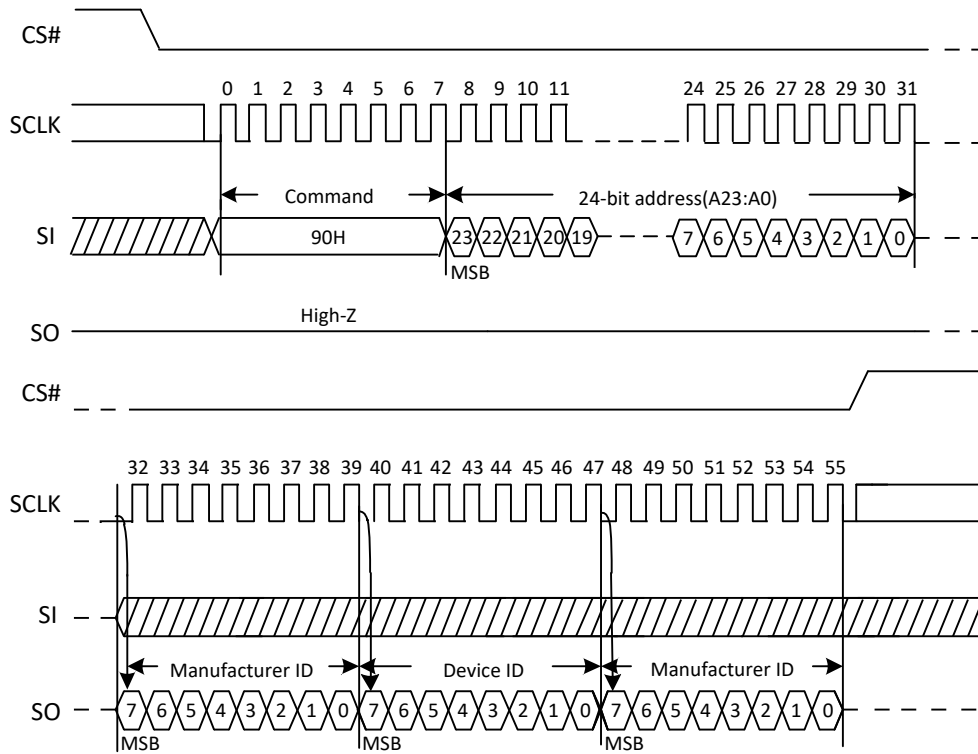 CS#
0 1 2 3 4 5 6 7 8 9 10 11 24 25 26 27 28 29 30 31
SCLK
Command 24-bit address(A23:A0)
SI 90H 23 22 21 20 19 7 6 5 4 3 2 1 0
MSB
High-Z
SO
CS#
32 33 34 35 36 37 38 39 40 41 42 43 44 45 46 47 48 49 50 51 52 53 54 55
SCLK
SI
Manufacturer ID Device ID Manufacturer ID
SO 7 6 5 4 3 2 1 0 7 6 5 4 3 2 1 0 7 6 5 4 3 2 1 0
MSB MSB MSB